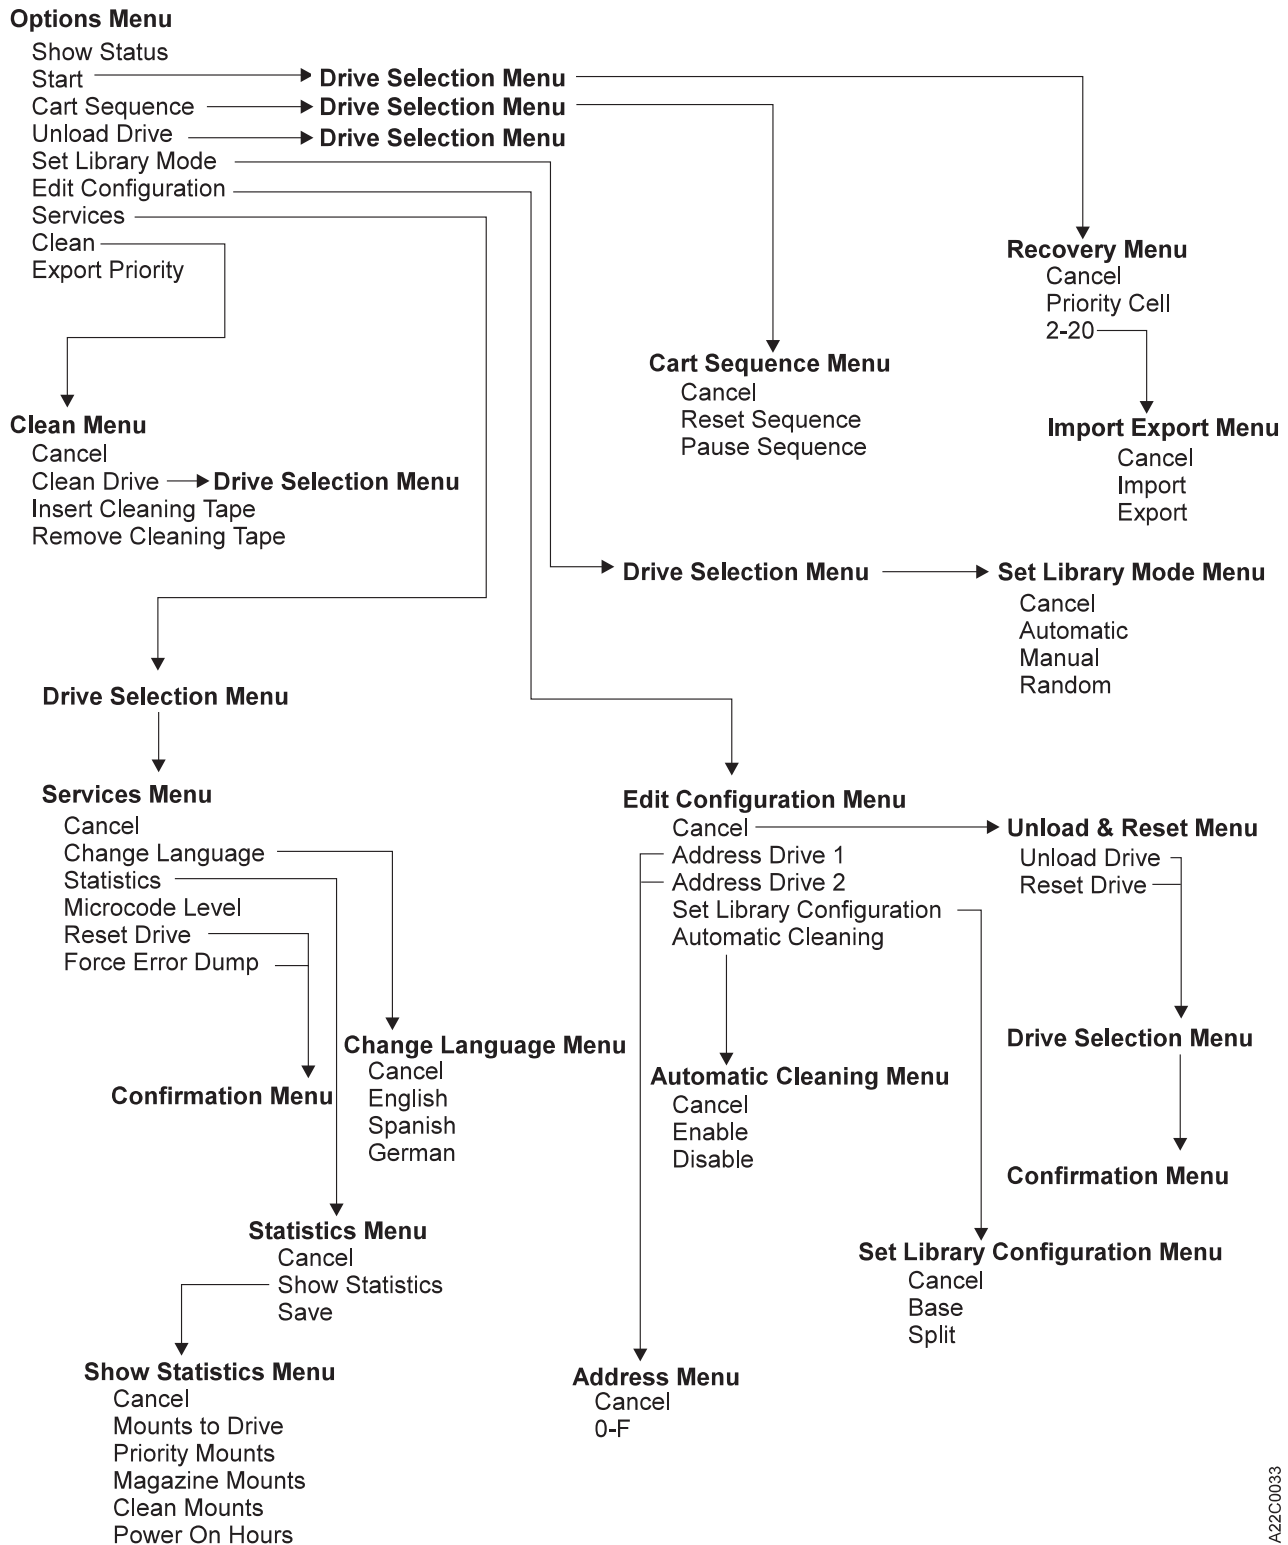 Options Menu
Show Status
Start
Drive Selection Menu
Cart Sequence
Drive Selection Menu
Unload Drive
Drive Selection Menu
Set Library Mode
Edit Configuration
Services
Clean
Export Priority
Recovery Menu
Cancel
Priority Cell
2-20
Cart Sequence Menu
Cancel
Reset Sequence
Pause Sequence
Import Export Menu
Cancel
Import
Export
Clean Menu
Cancel
Clean Drive
Drive Selection Menu
Insert Cleaning Tape
Remove Cleaning Tape
Drive Selection Menu
Set Library Mode Menu
Cancel
Automatic
Manual
Random
Drive Selection Menu
Services Menu
Cancel
Change Language
Statistics
Microcode Level
Reset Drive
Force Error Dump
Edit Configuration Menu
Cancel
Address Drive 1
Address Drive 2
Set Library Configuration
Automatic Cleaning
Unload & Reset Menu
Unload Drive
Reset Drive
Drive Selection Menu
Confirmation Menu
Change Language Menu
Cancel
English
Spanish
German
Confirmation Menu
Automatic Cleaning Menu
Cancel
Enable
Disable
Statistics Menu
Cancel
Show Statistics
Save
Set Library Configuration Menu
Cancel
Base
Split
Show Statistics Menu
Cancel
Mounts to Drive
Priority Mounts
Magazine Mounts
Clean Mounts
Power On Hours
Address Menu
Cancel
0-F
A22C0033